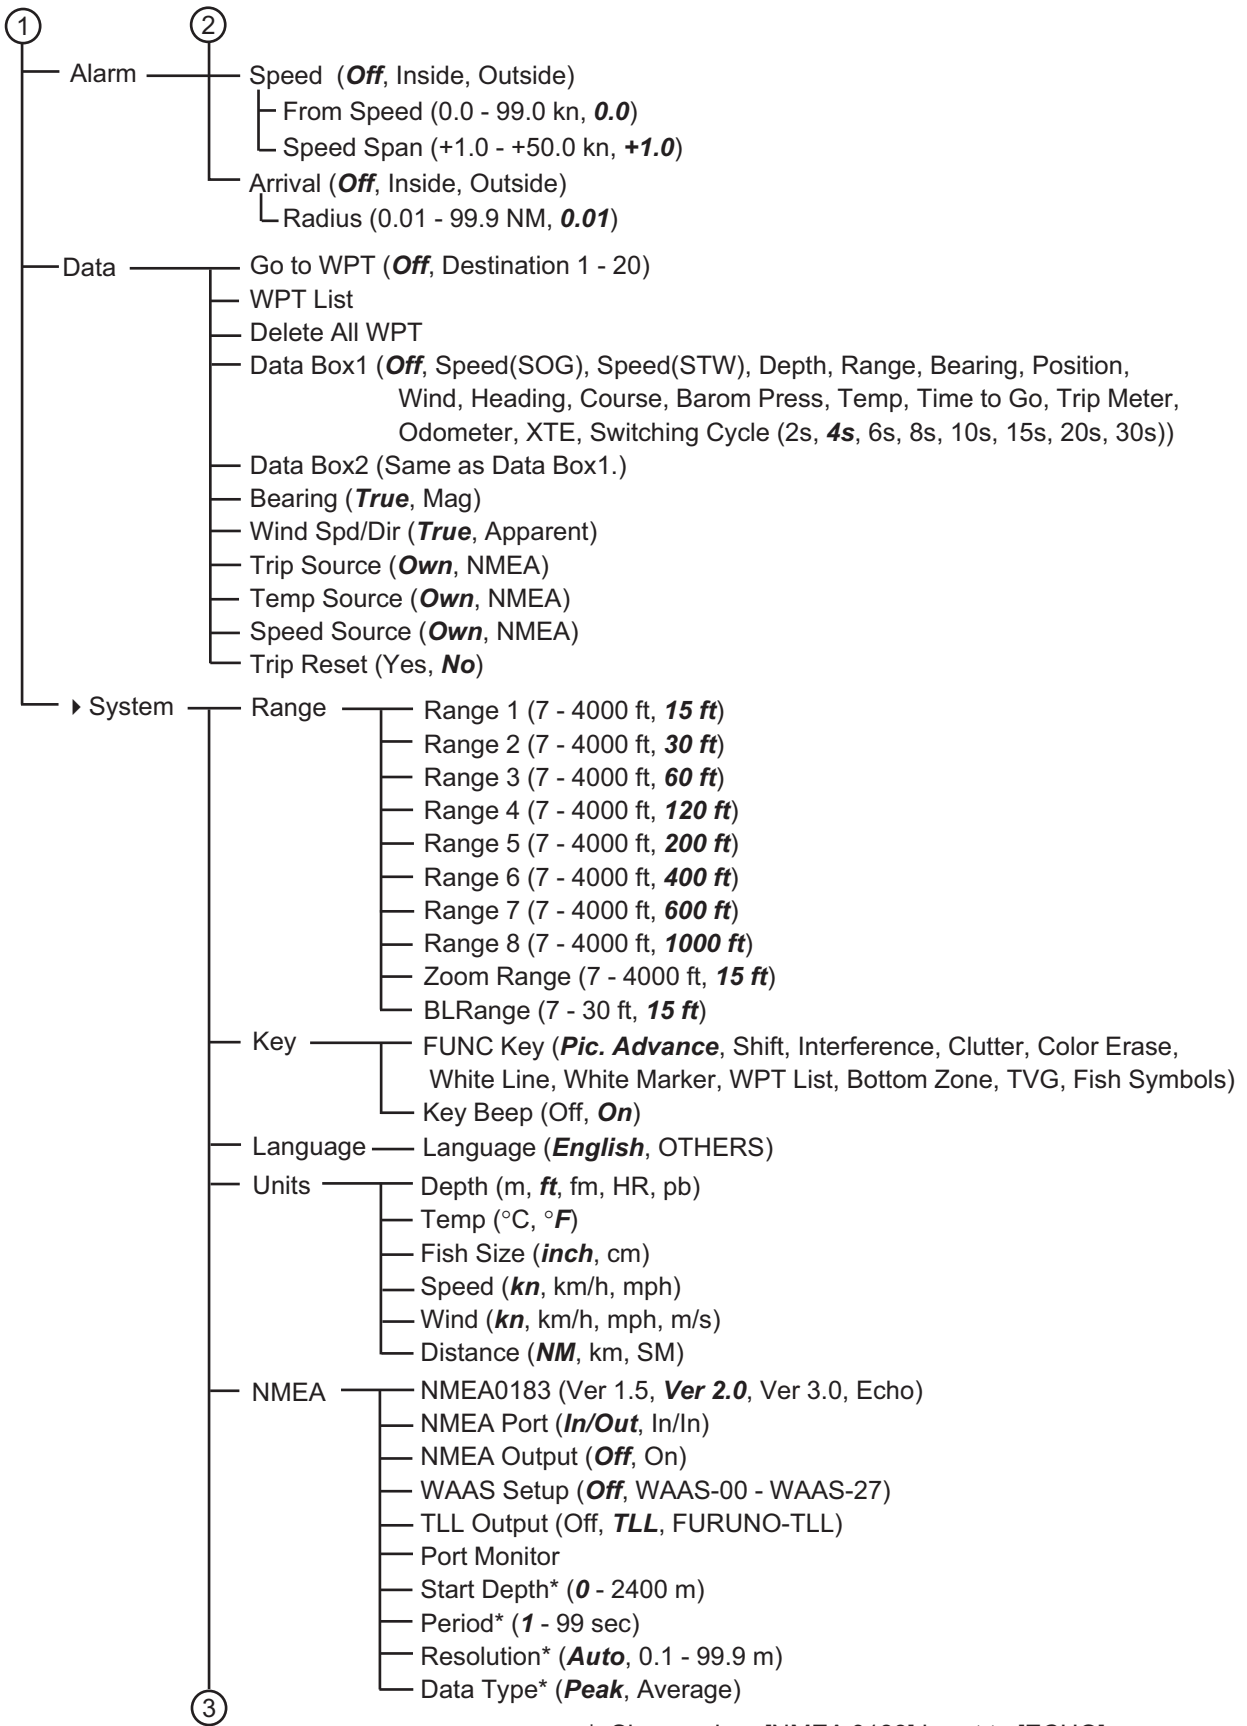 1 2
Alarm Speed (Off, Inside, Outside)
From Speed (0.0 - 99.0 kn, 0.0)
Speed Span (+1.0 - +50.0 kn, +1.0)
Arrival (Off, Inside, Outside)
Radius (0.01 - 99.9 NM, 0.01)
Data Go to WPT (Off, Destination 1 - 20)
WPT List
Delete All WPT
Data Box1 (Off, Speed(SOG), Speed(STW), Depth, Range, Bearing, Position,
Wind, Heading, Course, Barom Press, Temp, Time to Go, Trip Meter,
Odometer, XTE, Switching Cycle (2s, 4s, 6s, 8s, 10s, 15s, 20s, 30s))
Data Box2 (Same as Data Box1.)
Bearing (True, Mag)
Wind Spd/Dir (True, Apparent)
Trip Source (Own, NMEA)
Temp Source (Own, NMEA)
Speed Source (Own, NMEA)
Trip Reset (Yes, No)
System Range Range 1 (7 - 4000 ft, 15 ft)
Range 2 (7 - 4000 ft, 30 ft)
Range 3 (7 - 4000 ft, 60 ft)
Range 4 (7 - 4000 ft, 120 ft)
Range 5 (7 - 4000 ft, 200 ft)
Range 6 (7 - 4000 ft, 400 ft)
Range 7 (7 - 4000 ft, 600 ft)
Range 8 (7 - 4000 ft, 1000 ft)
Zoom Range (7 - 4000 ft, 15 ft)
BLRange (7 - 30 ft, 15 ft)
Key FUNC Key (Pic. Advance, Shift, Interference, Clutter, Color Erase,
White Line, White Marker, WPT List, Bottom Zone, TVG, Fish Symbols)
Key Beep (Off, On)
Language Language (English, OTHERS)
Units Depth (m, ft, fm, HR, pb)
Temp (°C, °F)
Fish Size (inch, cm)
Speed (kn, km/h, mph)
Wind (kn, km/h, mph, m/s)
Distance (NM, km, SM)
NMEA NMEA0183 (Ver 1.5, Ver 2.0, Ver 3.0, Echo)
NMEA Port (In/Out, In/In)
NMEA Output (Off, On)
WAAS Setup (Off, WAAS-00 - WAAS-27)
TLL Output (Off, TLL, FURUNO-TLL)
Port Monitor
Start Depth* (0 - 2400 m)
Period* (1 - 99 sec)
Resolution* (Auto, 0.1 - 99.9 m)
Data Type* (Peak, Average)
3